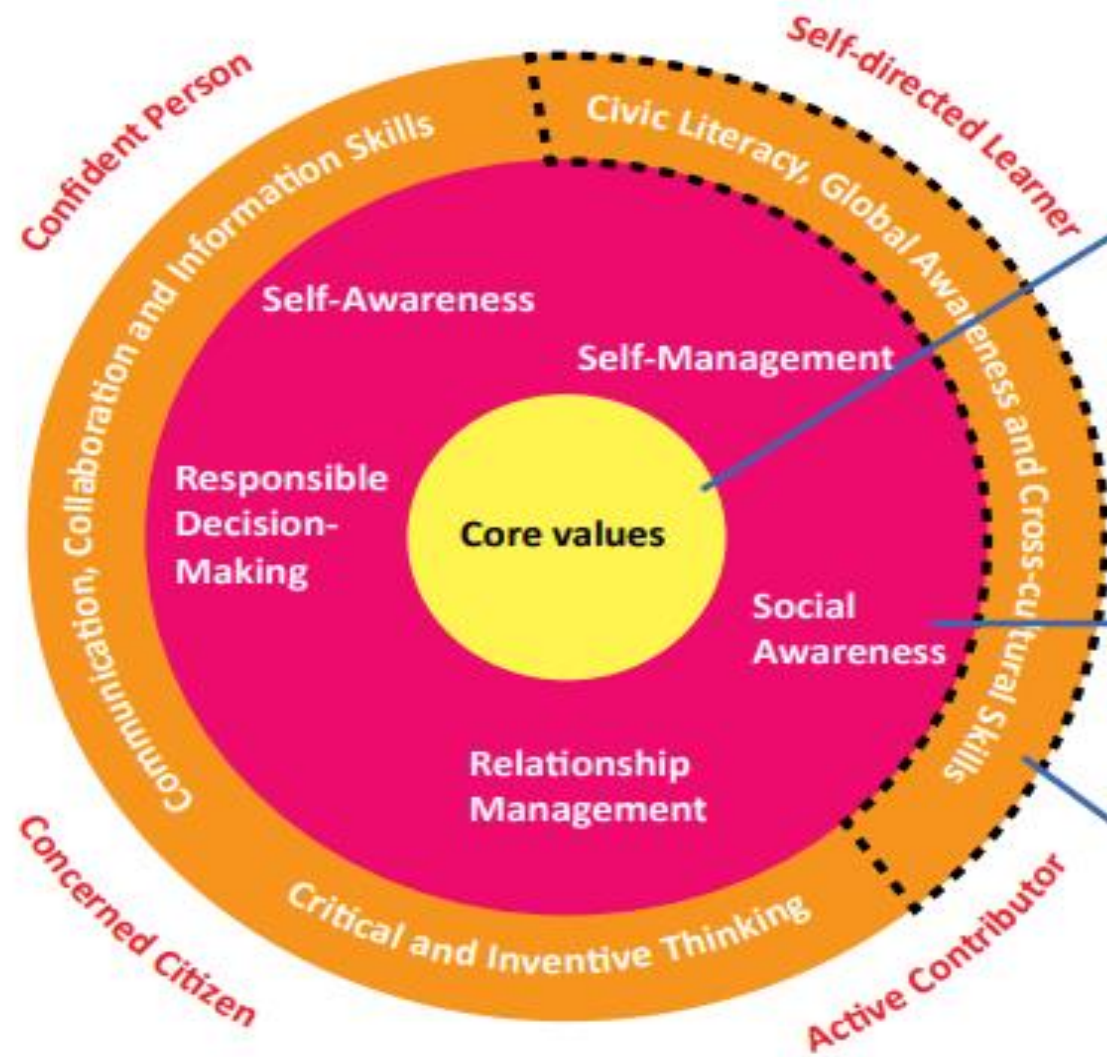 Confident Person
Self-directed Learner
Communication, Collaboration and Information Skills
Civic Literacy, Global Awareness and Cross-cultural Skills
Self-Awareness
Self-Management
Responsible
Decision-
Making
Core values
Social
Awareness
Relationship
Management
Critical and Inventive Thinking
Concerned Citizen
Active Contributor